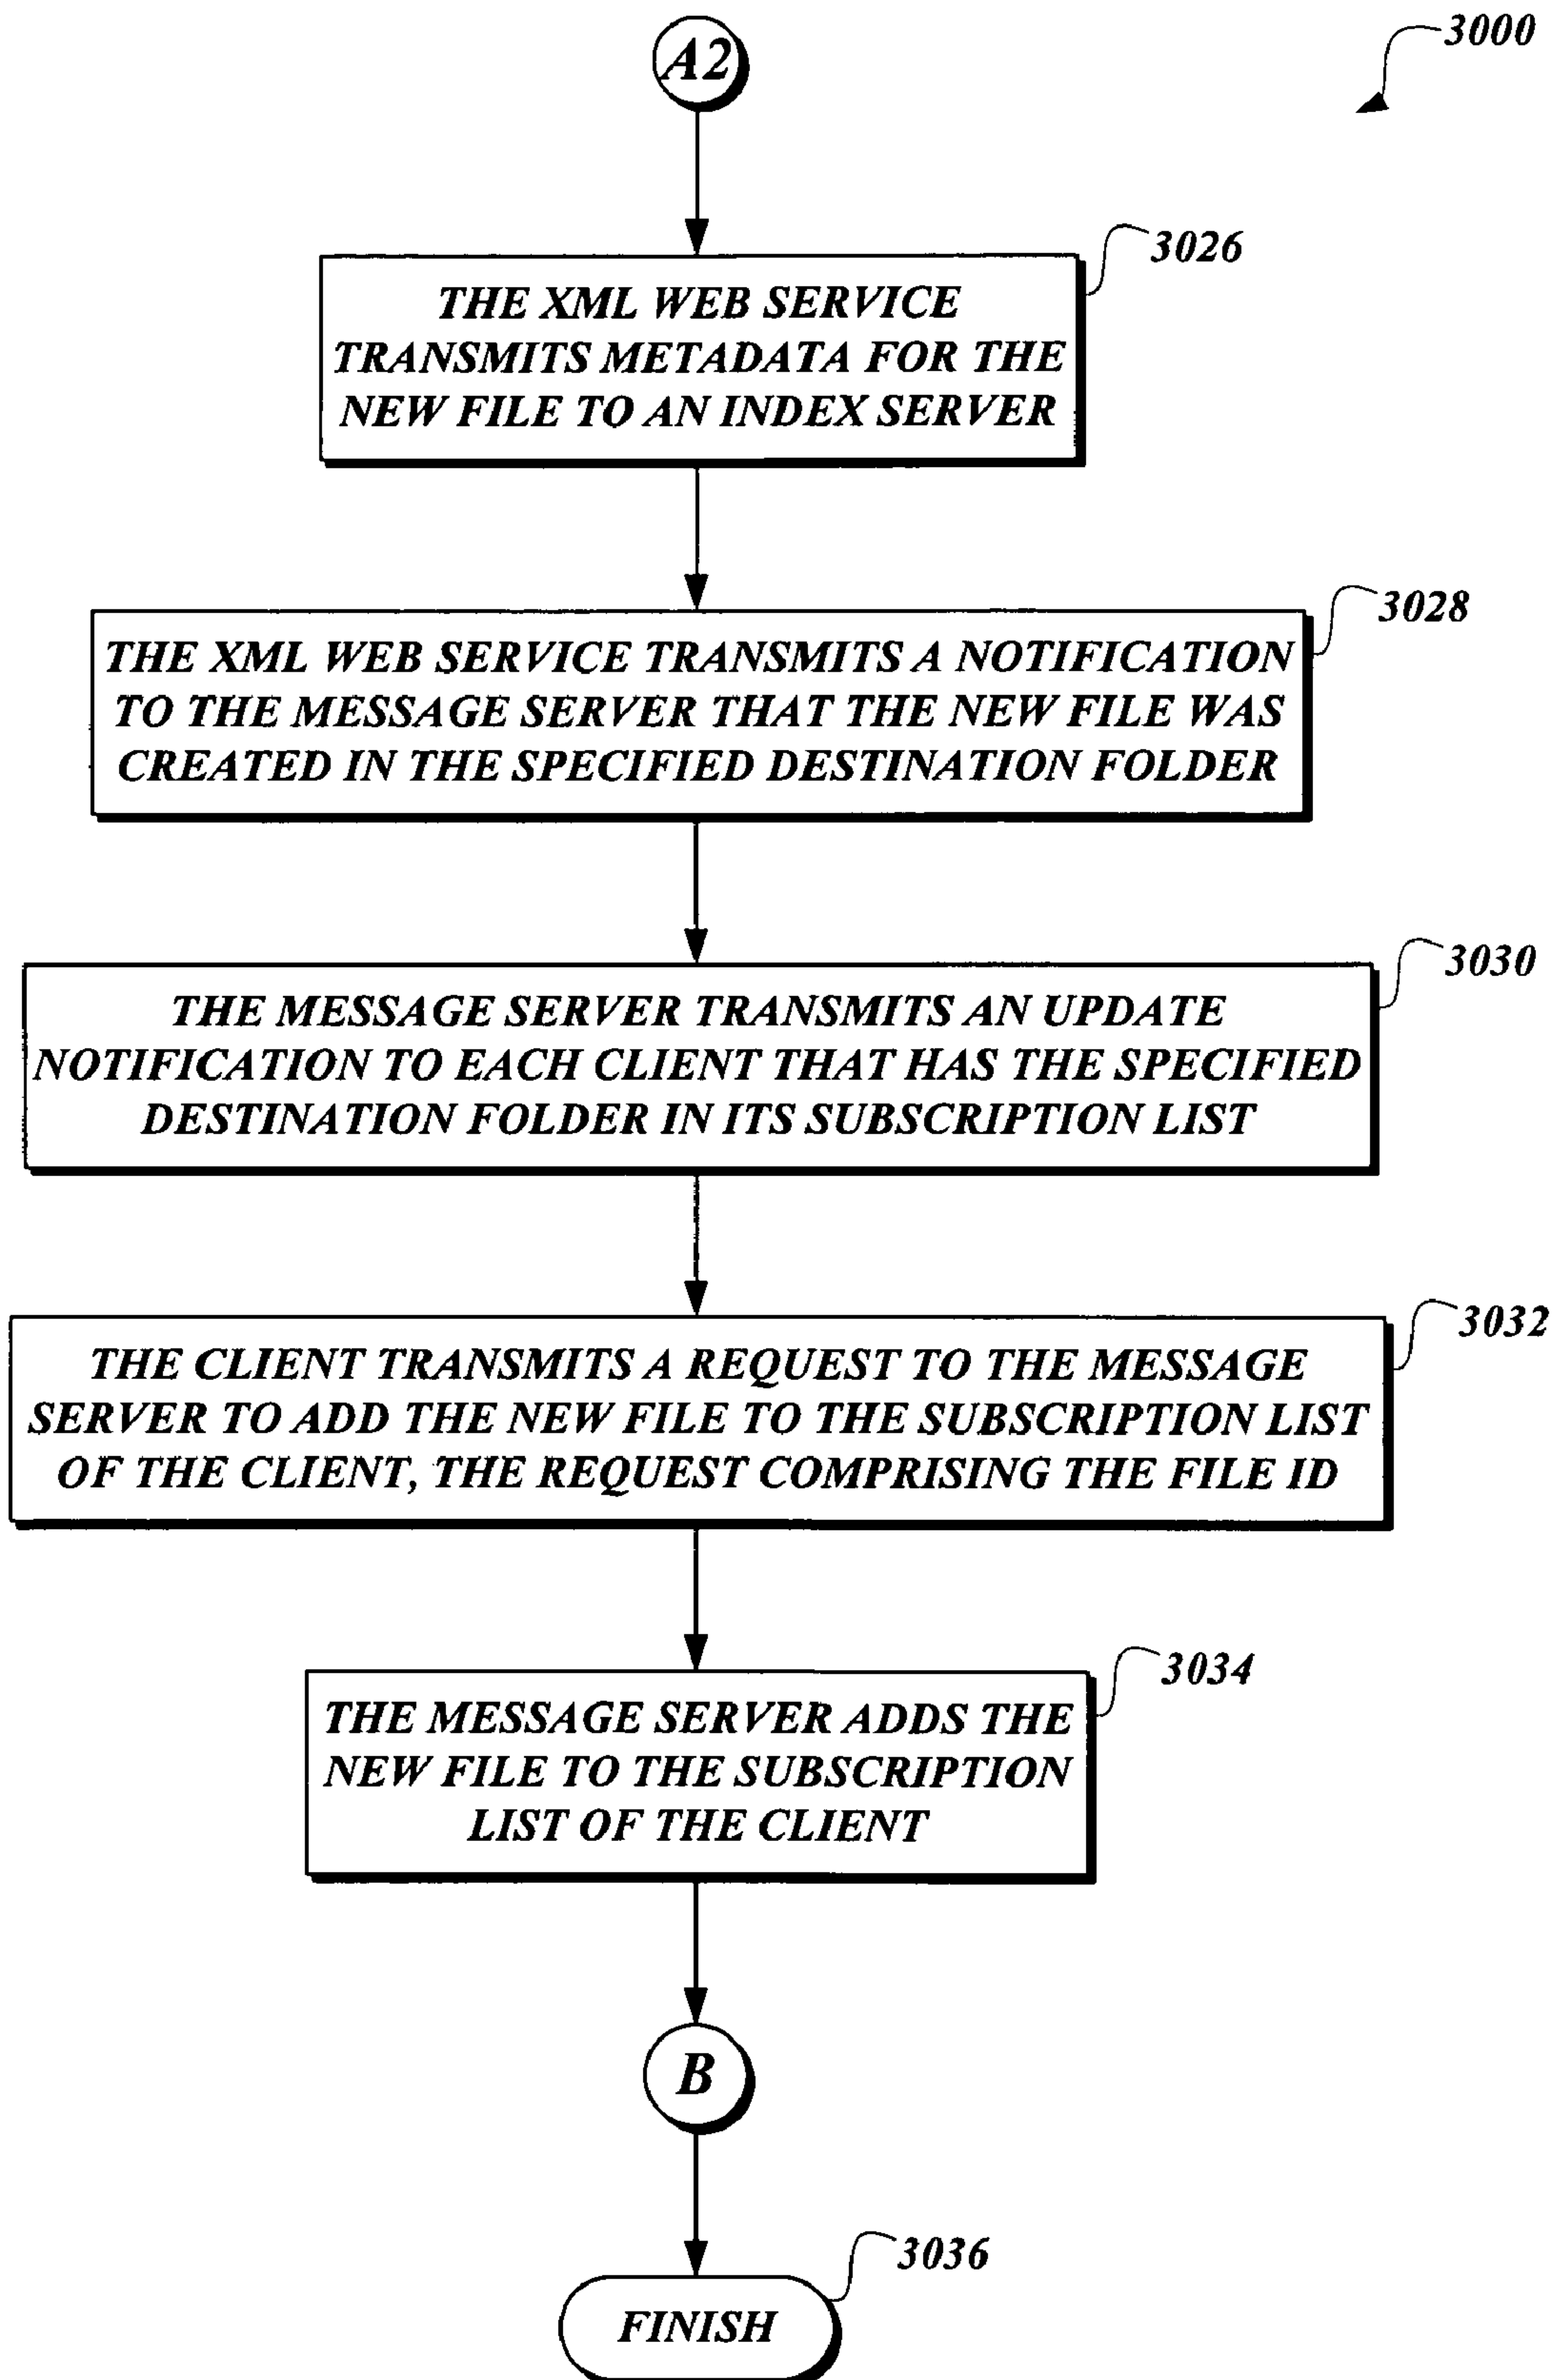 A2
3000
3026
THE XML WEB SERVICE
TRANSMITS METADATA FOR THE
NEW FILE TO AN INDEX SERVER
3028
THE XML WEB SERVICE TRANSMITS A NOTIFICATION
TO THE MESSAGE SERVER THAT THE NEW FILE WAS
CREATED IN THE SPECIFIED DESTINATION FOLDER
3030
THE MESSAGE SERVER TRANSMITS AN UPDATE
NOTIFICATION TO EACH CLIENT THAT HAS THE SPECIFIED
DESTINATION FOLDER IN ITS SUBSCRIPTION LIST
3032
THE CLIENT TRANSMITS A REQUEST TO THE MESSAGE
SERVER TO ADD THE NEW FILE TO THE SUBSCRIPTION LIST
OF THE CLIENT, THE REQUEST COMPRISING THE FILE ID
3034
THE MESSAGE SERVER ADDS THE
NEW FILE TO THE SUBSCRIPTION
LIST OF THE CLIENT
B
3036
FINISH